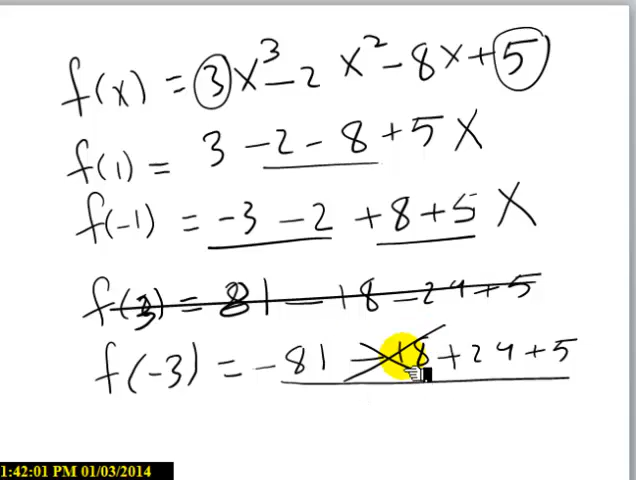 f(x) = 3x³ - 2x² - 8x + 5
f(1) = 3 - 2 - 8 + 5 X
f(-1) = -3 - 2 + 8 + 5 X
f(3) = 81 - 18 - 24 + 5
f(-3) = -81 - 18 + 24 + 5
1:42:01 PM 01/03/2014